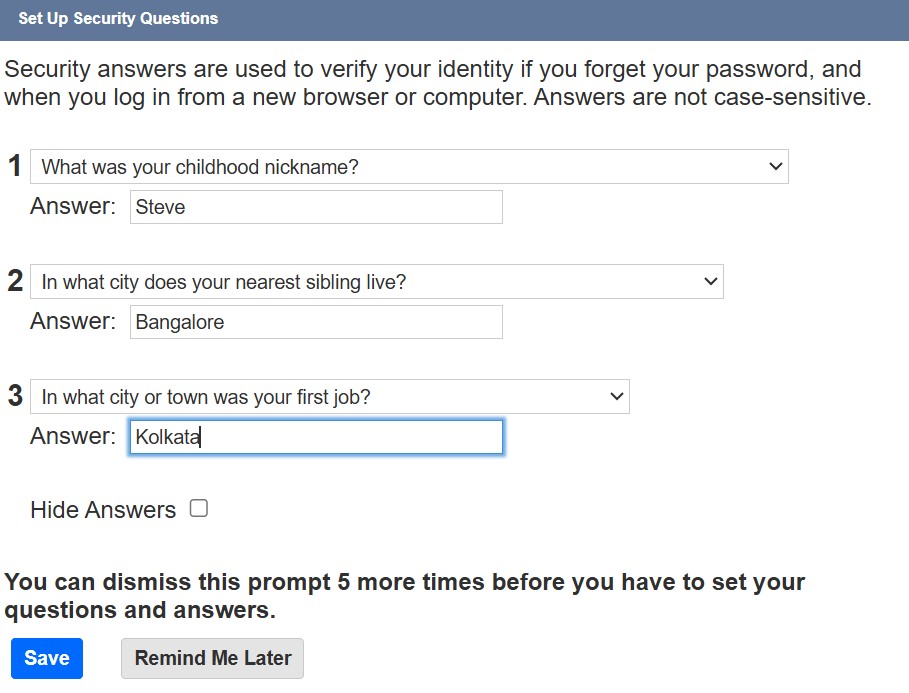 Set Up Security Questions
Security answers are used to verify your identity if you forget your password, and
when you log in from a new browser or computer. Answers are not case-sensitive.
1 What was your childhood nickname?
Answer: Steve
2 In what city does your nearest sibling live?
Answer: Bangalore
3 In what city or town was your first job?
Answer: Kolkata
Hide Answers
You can dismiss this prompt 5 more times before you have to set your
questions and answers.
Save Remind Me Later